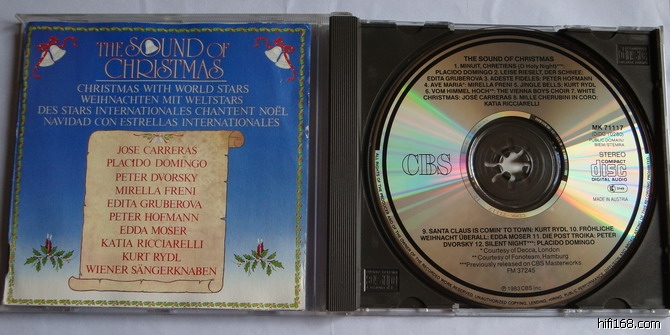 THE SOUND OF
CHRISTMAS
CHRISTMAS WITH WORLD STARS
WEIHNACHTEN MIT WELTSTARS
DES STARS INTERNATIONALES CHANTENT NOËL
NAVIDAD CON ESTRELLAS INTERNATIONALES
JOSE CARRERAS
PLACIDO DOMINGO
PETER DVORSKY
MIRELLA FRENI
EDITA GRUBEROVA
PETER HOFMANN
EDDA MOSER
KATIA RICCIARELLI
KURT RYDL
WIENER SÄNGERKNABEN
THE SOUND OF CHRISTMAS
1. MINUIT, CHRETIENS (O Holy Night)***:
PLACIDO DOMINGO 2. LEISE RIESELT, DER SCHNEE:
EDITA GRUBEROVA 3. ADESTE FIDELES: PETER HOFMANN
4. AVE MARIA*: MIRELLA FRENI 5. JINGLE BELLS: KURT RYDL
6. VOM HIMMEL HOCH**: THE VIENNA BOYS CHOIR 7. WHITE
CHRISTMAS: JOSÉ CARRERAS 8. MILLE CHERUBINI IN CORO:
KATIA RICCIARELLI
CBS
MK 71117
PUBLIC DOMAIN/
BIEM/STEMRA
STEREO
COMPACT
disc
DIGITAL AUDIO
MADE IN AUSTRIA
9. SANTA CLAUS IS COMIN' TO TOWN: KURT RYDL 10. FRÖHLICHE
WEIHNACHT ÜBERALL: EDDA MOSER 11. DIE POST TROIKA: PETER
DVORSKY 12. SILENT NIGHT***: PLACIDO DOMINGO
* Courtesy of Decca, London
** Courtesy of Fonoteam, Hamburg
***Previously released on CBS Masterworks
FM 37245
℗ 1983 CBS Inc.
hifi168.com